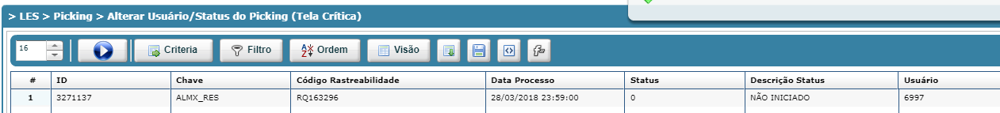 > LES > Picking > Alterar Usuário/Status do Picking (Tela Crítica)
16 Criteria Filtro Ordem Visão
# ID Chave Código Rastreabilidade Data Processo Status Descrição Status Usuário
1 3271137 ALMX_RES RQ163296 28/03/2018 23:59:00 0 NÃO INICIADO 6997